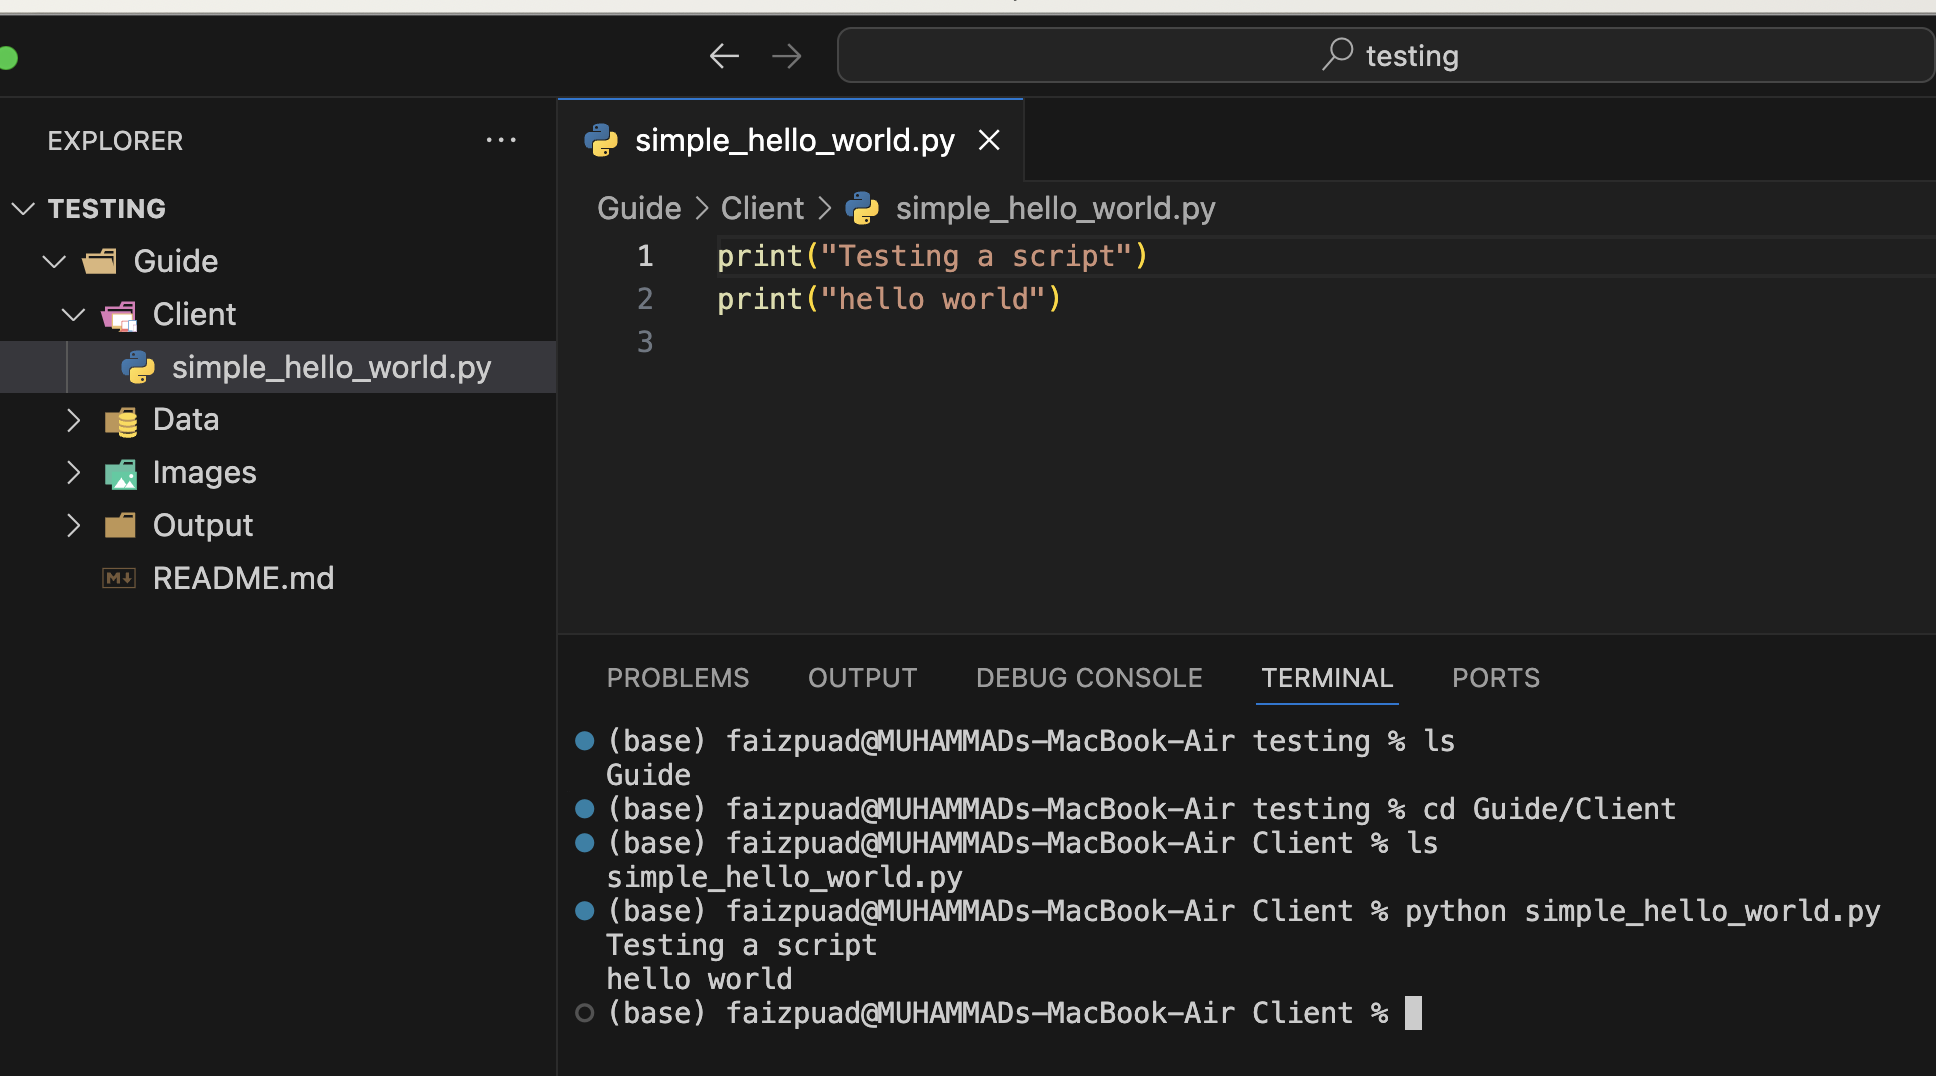 testing
EXPLORER ···
TESTING
Guide
Client
simple_hello_world.py
Data
Images
Output
README.md
simple_hello_world.py
Guide > Client > simple_hello_world.py
1 print("Testing a script")
2 print("hello world")
3
PROBLEMS OUTPUT DEBUG CONSOLE TERMINAL PORTS
(base) faizpuad@MUHAMMADs-MacBook-Air testing % ls
Guide
(base) faizpuad@MUHAMMADs-MacBook-Air testing % cd Guide/Client
(base) faizpuad@MUHAMMADs-MacBook-Air Client % ls
simple_hello_world.py
(base) faizpuad@MUHAMMADs-MacBook-Air Client % python simple_hello_world.py
Testing a script
hello world
(base) faizpuad@MUHAMMADs-MacBook-Air Client %